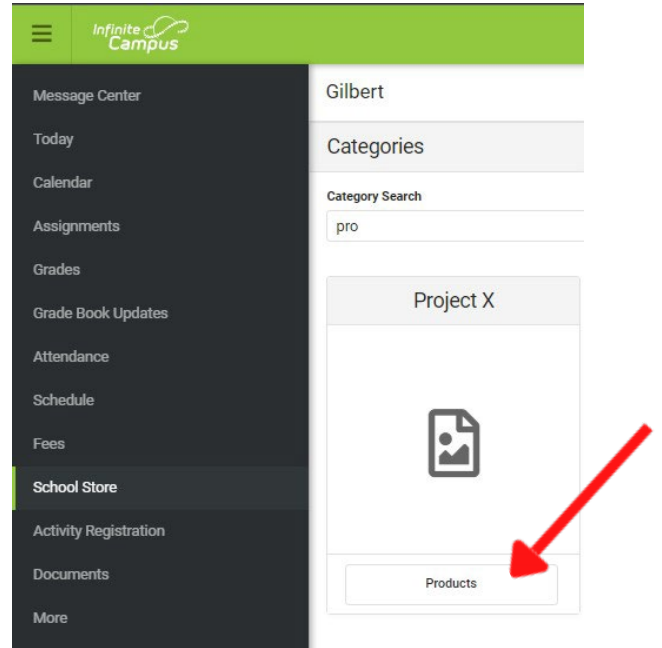 Infinite
Campus
Message Center
Today
Calendar
Assignments
Grades
Grade Book Updates
Attendance
Schedule
Fees
School Store
Activity Registration
Documents
More
Gilbert
Categories
Category Search
pro
Project X
Products